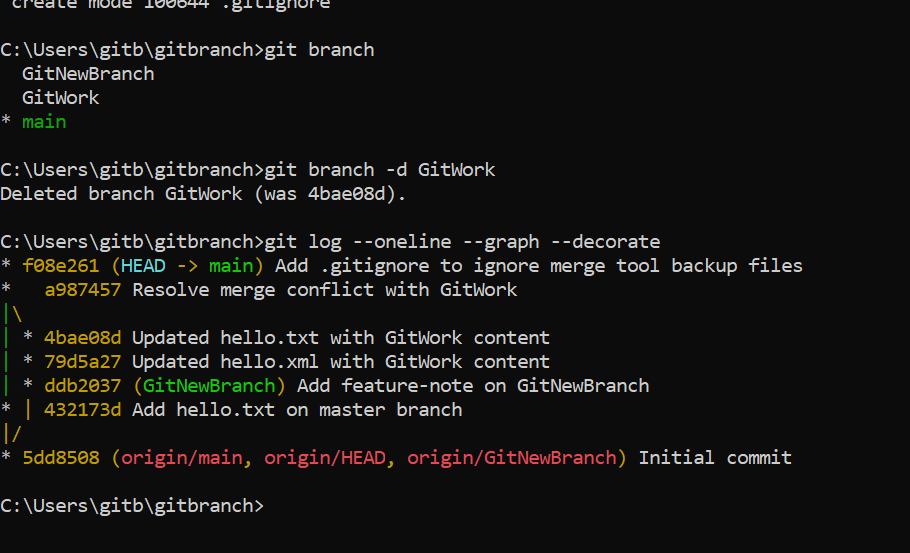 create mode 100644 .gitignore
C:\Users\gitb\gitbranch>git branch
  GitNewBranch
  GitWork
* main
C:\Users\gitb\gitbranch>git branch -d GitWork
Deleted branch GitWork (was 4bae08d).
C:\Users\gitb\gitbranch>git log --oneline --graph --decorate
* f08e261 (HEAD -> main) Add .gitignore to ignore merge tool backup files
*   a987457 Resolve merge conflict with GitWork
|\
| * 4bae08d Updated hello.txt with GitWork content
| * 79d5a27 Updated hello.xml with GitWork content
| * ddb2037 (GitNewBranch) Add feature-note on GitNewBranch
* | 432173d Add hello.txt on master branch
|/
* 5dd8508 (origin/main, origin/HEAD, origin/GitNewBranch) Initial commit
C:\Users\gitb\gitbranch>